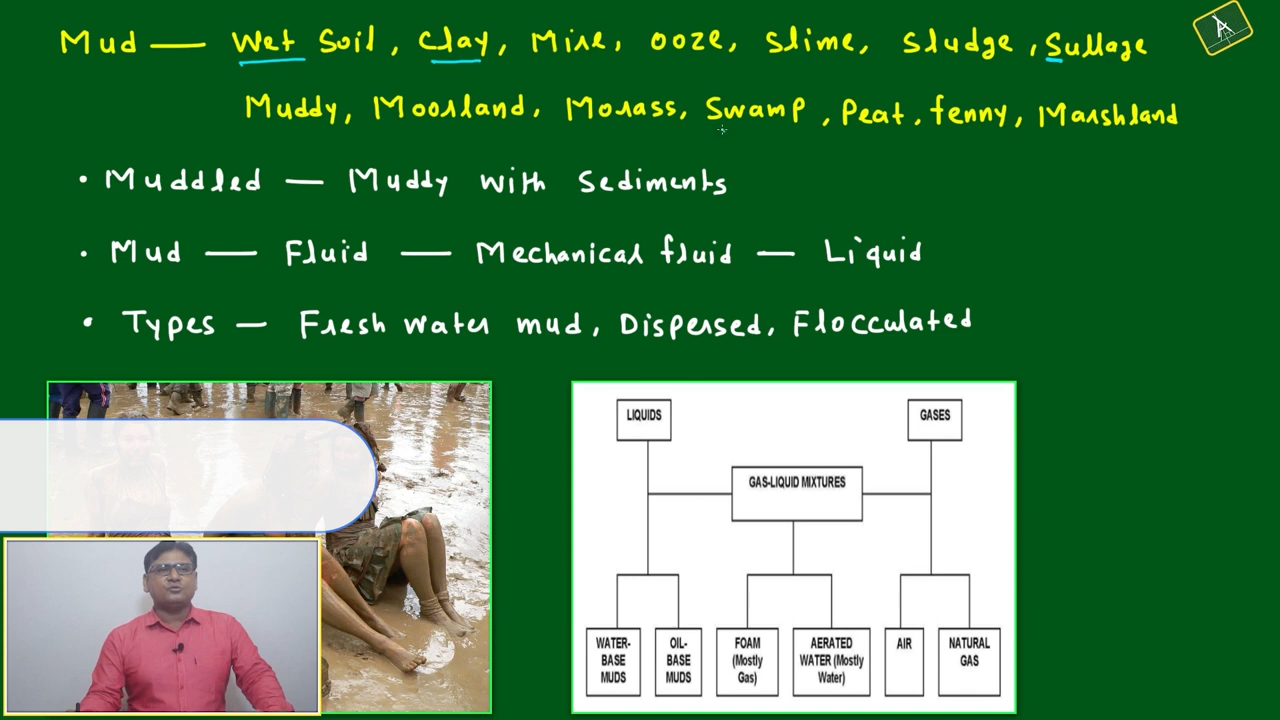 Mud — Wet Soil, Clay, Mire, ooze, Slime, Sludge, Sullage
Muddy, Moorland, Morass, Swamp, Peat, fenny, Marshland
• Muddled — Muddy with Sediments
• Mud — Fluid — Mechanical fluid — Liquid
• Types — Fresh water mud, Dispersed, Flocculated
LIQUIDS
GASES
GAS-LIQUID MIXTURES
WATER-
BASE
MUDS
OIL-
BASE
MUDS
FOAM
(Mostly
Gas)
AERATED
WATER (Mostly
Water)
AIR
NATURAL
GAS